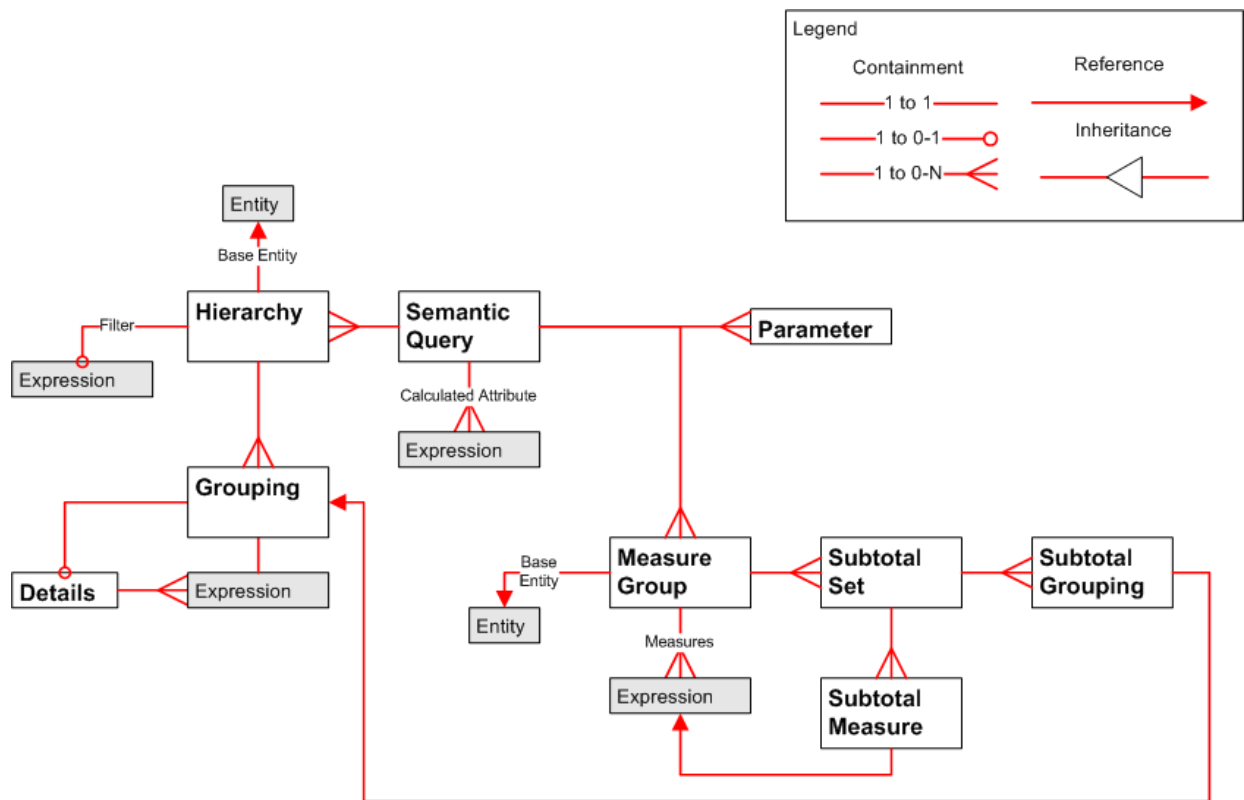 Legend
Containment
Reference
1 to 1
1 to 0-1
Inheritance
1 to 0-N
Entity
Base Entity
Hierarchy
Semantic
Query
Parameter
Filter
Expression
Calculated Attribute
Expression
Grouping
Details
Expression
Base
Entity
Entity
Measure
Group
Subtotal
Set
Subtotal
Grouping
Measures
Expression
Subtotal
Measure